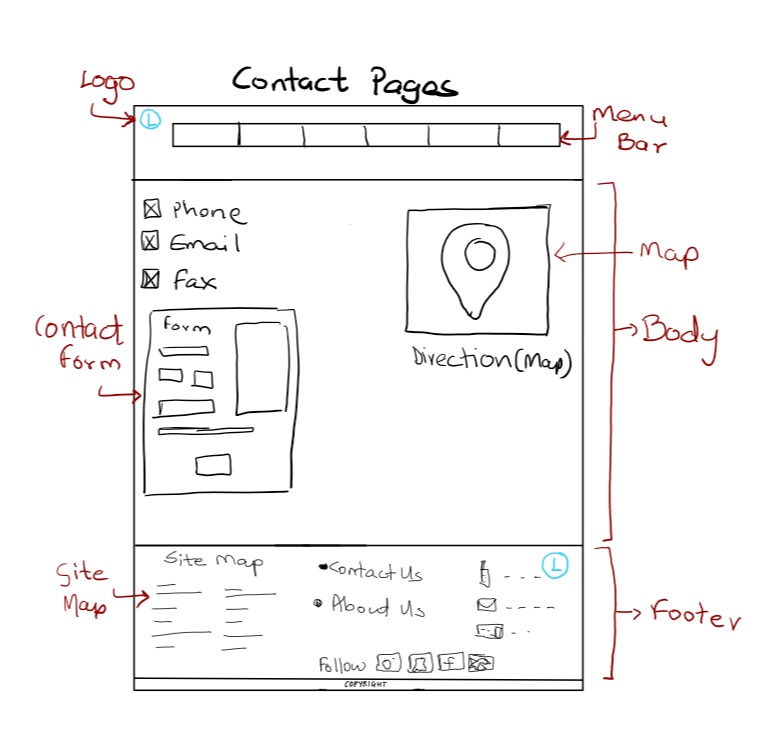 Contact Pages
Logo
L
Menu
Bar
Phone
Email
Fax
Map
Body
Contact
form
Form
Direction(Map)
Site Map
L
Contact Us
Site
Map
About Us
Footer
Follow
f
COPYRIGHT